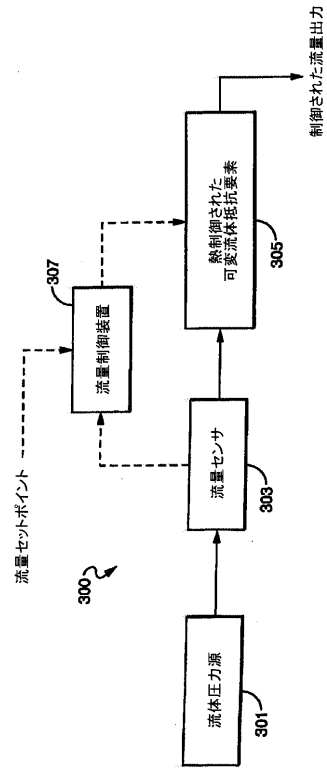 流量セットポイント
300
流量制御装置
307
流体圧力源
301
流量センサ
303
熱制御された
可変流体抵抗要素
305
制御された流量出力